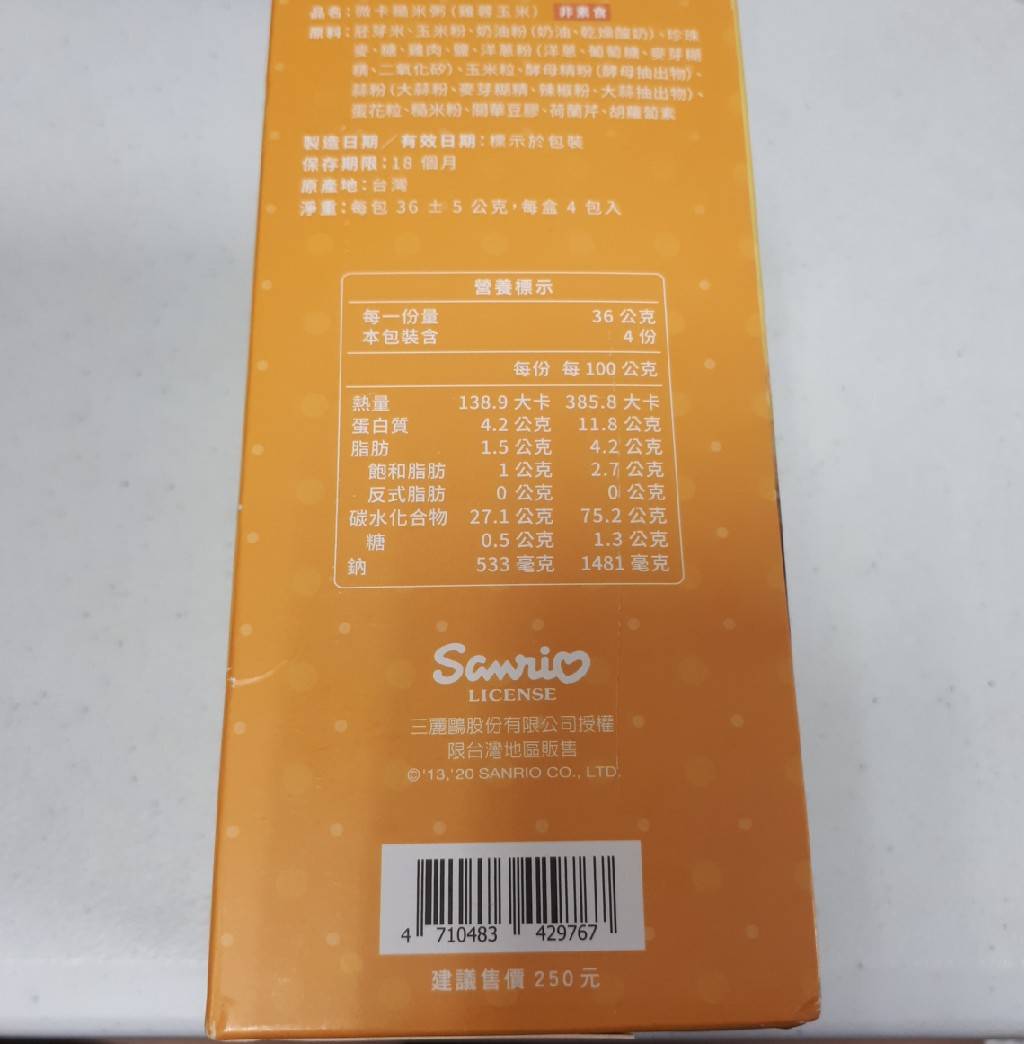 品名：微卡糙米粥（雞蓉玉米） 非素食
原料：胚芽米、玉米粉、奶油粉（奶油、乾燥酸奶）、珍珠
麥、糖、雞肉、鹽、洋蔥粉（洋蔥、葡萄糖、麥芽糊
精、二氧化矽）、玉米粒、酵母精粉（酵母抽出物）、
蒜粉（大蒜粉、麥芽糊精、辣椒粉、大蒜抽出物）、
蛋花粒、糙米粉、關華豆膠、荷蘭芹、胡蘿蔔素
製造日期／有效日期：標示於包裝
保存期限：18 個月
原產地：台灣
淨重：每包 36 ± 5 公克，每盒 4 包入
營養標示
每一份量 36 公克
本包裝含 4 份
每份 每 100 公克
熱量 138.9 大卡 385.8 大卡
蛋白質 4.2 公克 11.8 公克
脂肪 1.5 公克 4.2 公克
飽和脂肪 1 公克 2.7 公克
反式脂肪 0 公克 0 公克
碳水化合物 27.1 公克 75.2 公克
糖 0.5 公克 1.3 公克
鈉 533 毫克 1481 毫克
Sanrio
LICENSE
三麗鷗股份有限公司授權
限台灣地區販售
©'13,'20 SANRIO CO., LTD.
4 710483 429767
建議售價 250 元